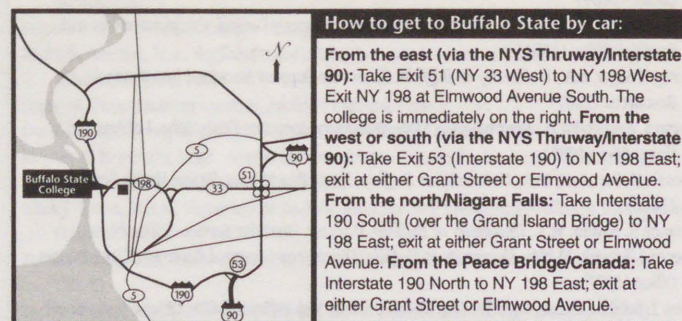 N
190
5
51
90
Buffalo State
College
198
33
53
190
5
90
How to get to Buffalo State by car:
From the east (via the NYS Thruway/Interstate
90): Take Exit 51 (NY 33 West) to NY 198 West.
Exit NY 198 at Elmwood Avenue South. The
college is immediately on the right. From the
west or south (via the NYS Thruway/Interstate
90): Take Exit 53 (Interstate 190) to NY 198 East;
exit at either Grant Street or Elmwood Avenue.
From the north/Niagara Falls: Take Interstate
190 South (over the Grand Island Bridge) to NY
198 East; exit at either Grant Street or Elmwood
Avenue. From the Peace Bridge/Canada: Take
Interstate 190 North to NY 198 East; exit at
either Grant Street or Elmwood Avenue.